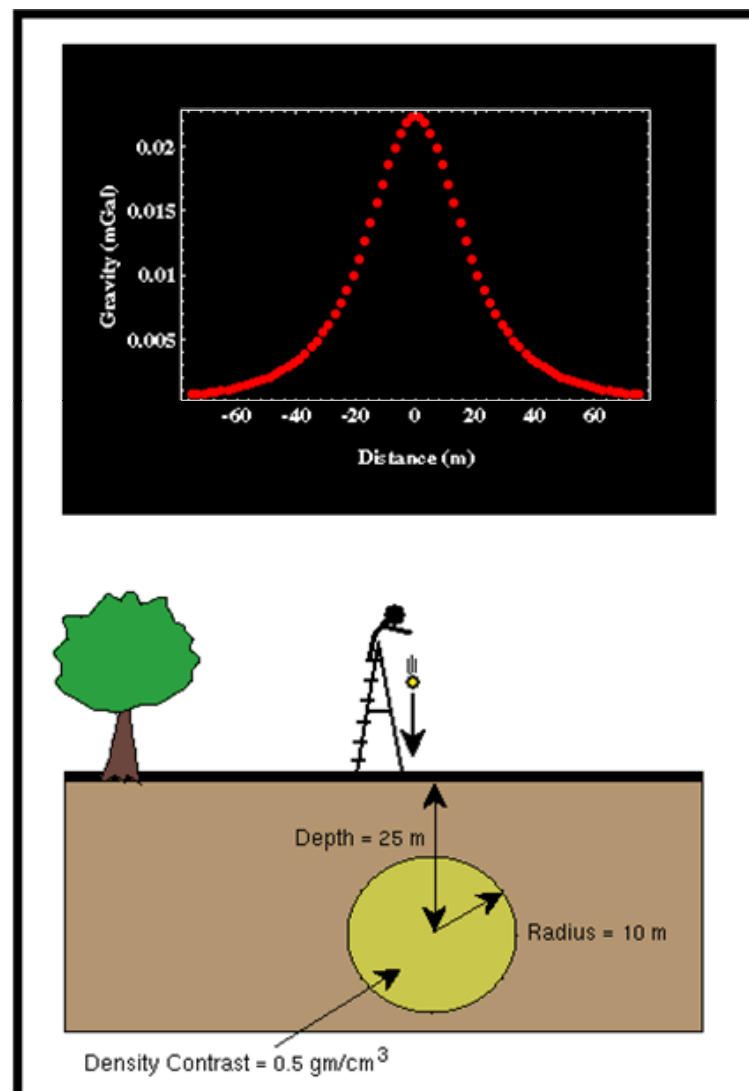 Gravity (mGal)
0.02
0.015
0.01
0.005
-60 -40 -20 0 20 40 60
Distance (m)
Depth = 25 m
Radius = 10 m
Density Contrast = 0.5 gm/cm³